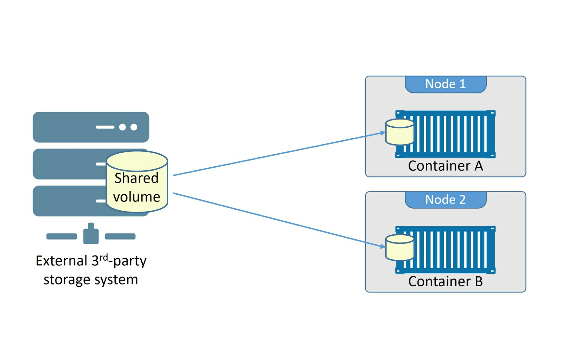 Node 1
Container A
Shared
volume
Node 2
External 3rd-party
storage system
Container B